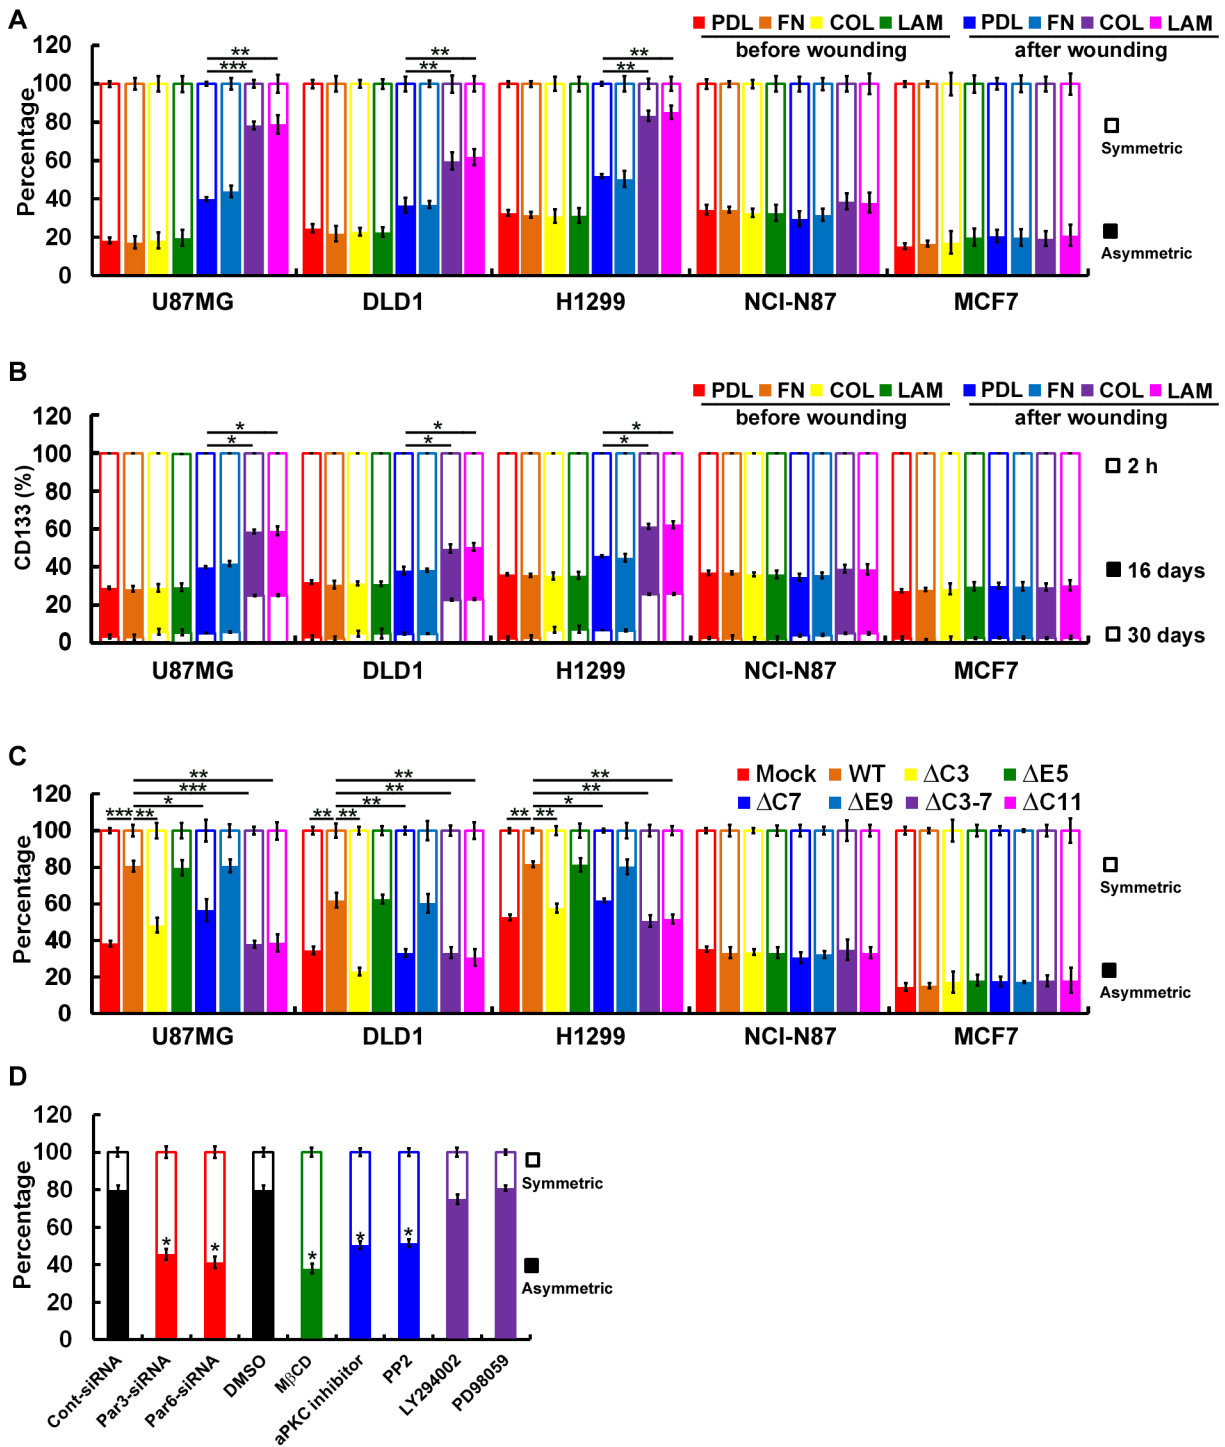 A
PDL FN COL LAM PDL FN COL LAM
before wounding after wounding
120
100
80
60
40
20
0
Percentage
** ** **
*** ** **
Symmetric
Asymmetric
U87MG DLD1 H1299 NCI-N87 MCF7
B
PDL FN COL LAM PDL FN COL LAM
before wounding after wounding
120
100
80
60
40
20
0
CD133 (%)
* * *
* * *
2 h
16 days
30 days
U87MG DLD1 H1299 NCI-N87 MCF7
C
Mock WT ΔC3 ΔE5
ΔC7 ΔE9 ΔC3-7 ΔC11
120
100
80
60
40
20
0
Percentage
** ** **
*** ** **
* ** *
*** ** ** ** ** **
Symmetric
Asymmetric
U87MG DLD1 H1299 NCI-N87 MCF7
D
120
100
80
60
40
20
0
Percentage
* * * * *
Symmetric
Asymmetric
Cont-siRNA
Par3-siRNA
Par6-siRNA
DMSO
MβCD
aPKC inhibitor
PP2
LY294002
PD98059